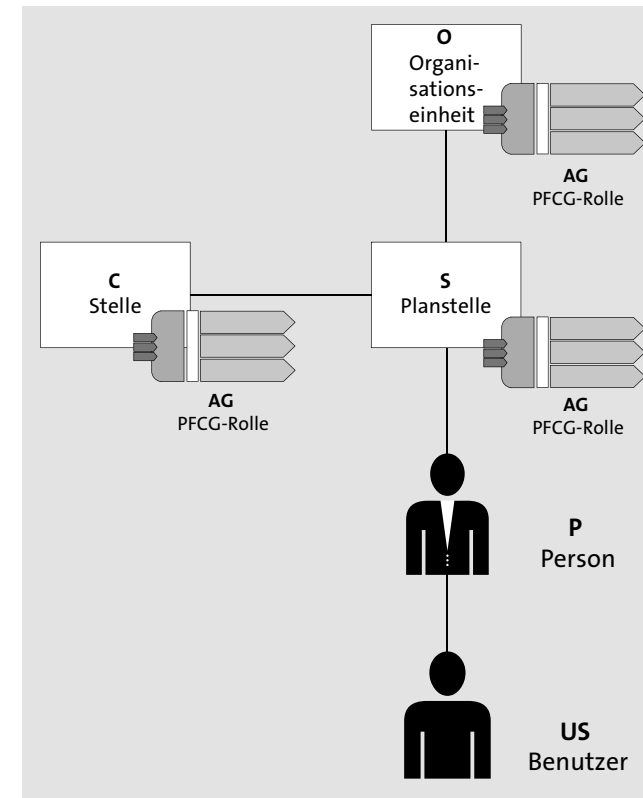 O
Organi-
sations-
einheit
AG
PFCG-Rolle
C
Stelle
AG
PFCG-Rolle
S
Planstelle
AG
PFCG-Rolle
P
Person
US
Benutzer